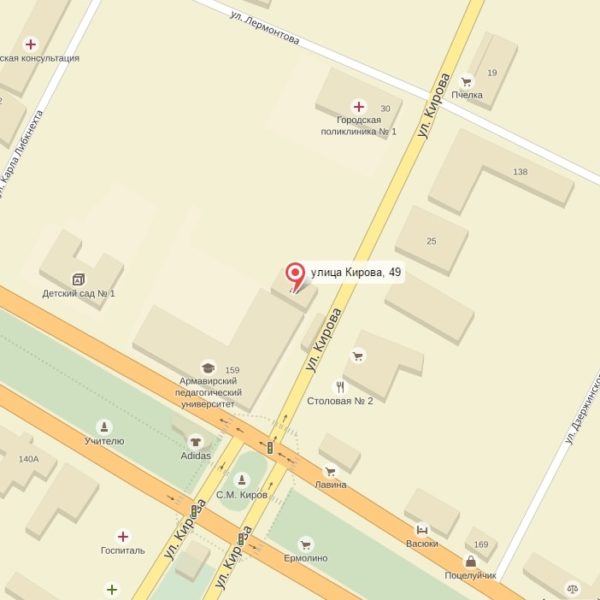 ул. Лермонтова
ская консультация
19
Пчелка
30
Городская
поликлиника № 1
ул. Кирова
2
ул. Карла Либкнехта
138
25
улица Кирова, 49
Детский сад № 1
ул. Кирова
159
Армавирский
педагогический
университет
Столовая № 2
ул. Дзержинско
Учителю
Adidas
140А
С.М. Киров
Лавина
Госпиталь
ул. Кирова
ул. Кирова
Ермолино
Васюки
169
Поцелуйчик